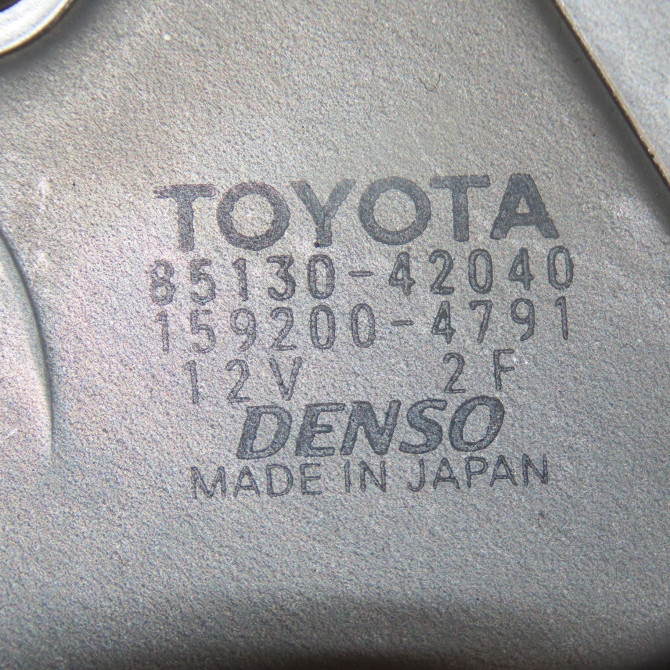 TOYOTA
85130-42040
159200-4791
12V 2F
DENSO
MADE IN JAPAN